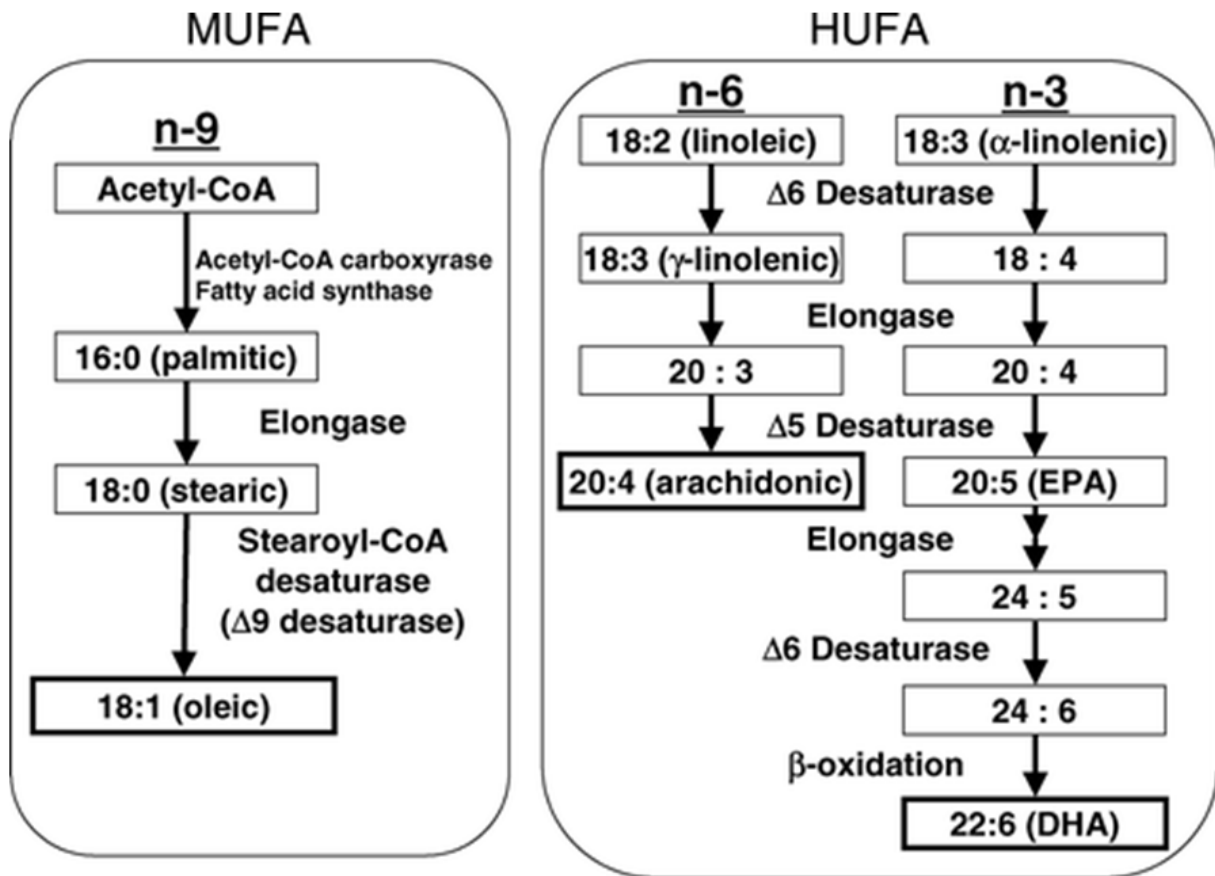 MUFA
n-9
Acetyl-CoA
Acetyl-CoA carboxyrase
Fatty acid synthase
16:0 (palmitic)
Elongase
18:0 (stearic)
Stearoyl-CoA
desaturase
(Δ9 desaturase)
18:1 (oleic)
HUFA
n-6
n-3
18:2 (linoleic)
18:3 (α-linolenic)
Δ6 Desaturase
18:3 (γ-linolenic)
18 : 4
Elongase
20 : 3
20 : 4
Δ5 Desaturase
20:4 (arachidonic)
20:5 (EPA)
Elongase
24 : 5
Δ6 Desaturase
24 : 6
β-oxidation
22:6 (DHA)